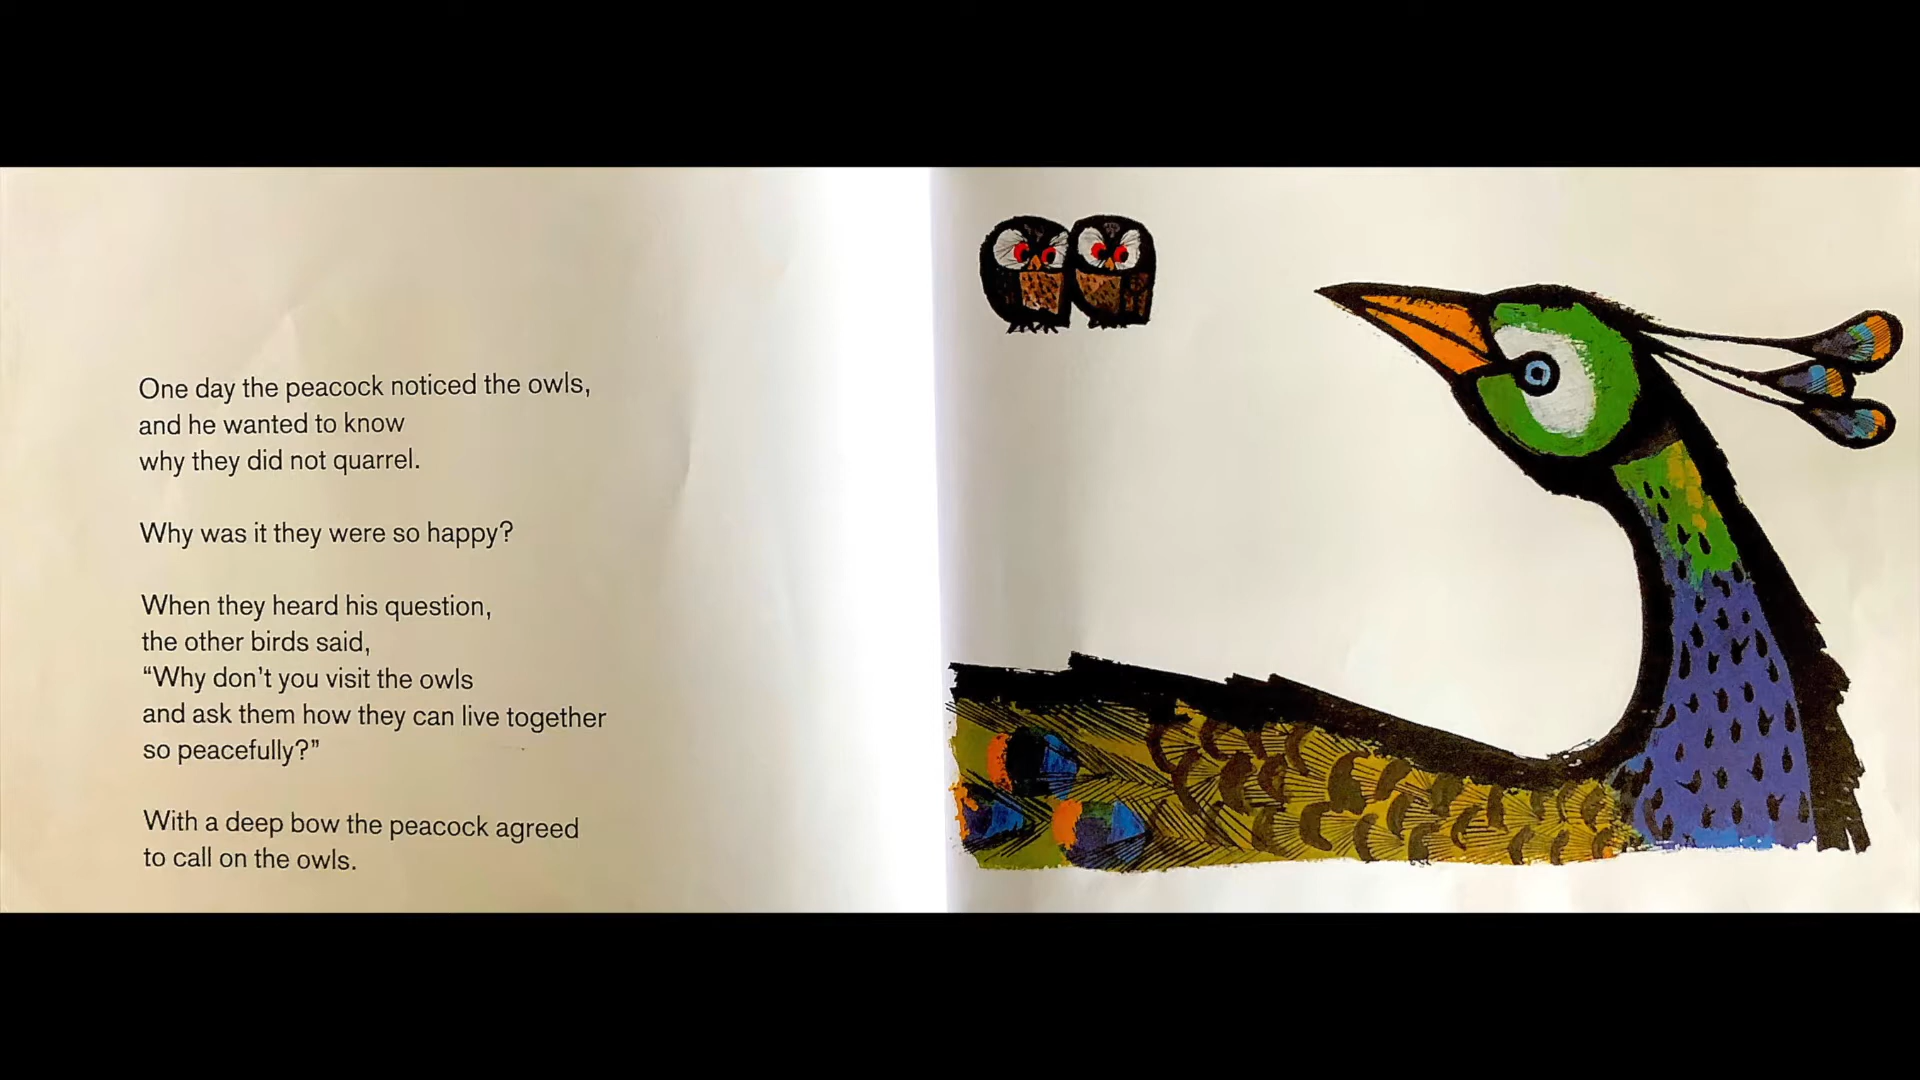 One day the peacock noticed the owls,
and he wanted to know
why they did not quarrel.
Why was it they were so happy?
When they heard his question,
the other birds said,
“Why don’t you visit the owls
and ask them how they can live together
so peacefully?”
With a deep bow the peacock agreed
to call on the owls.